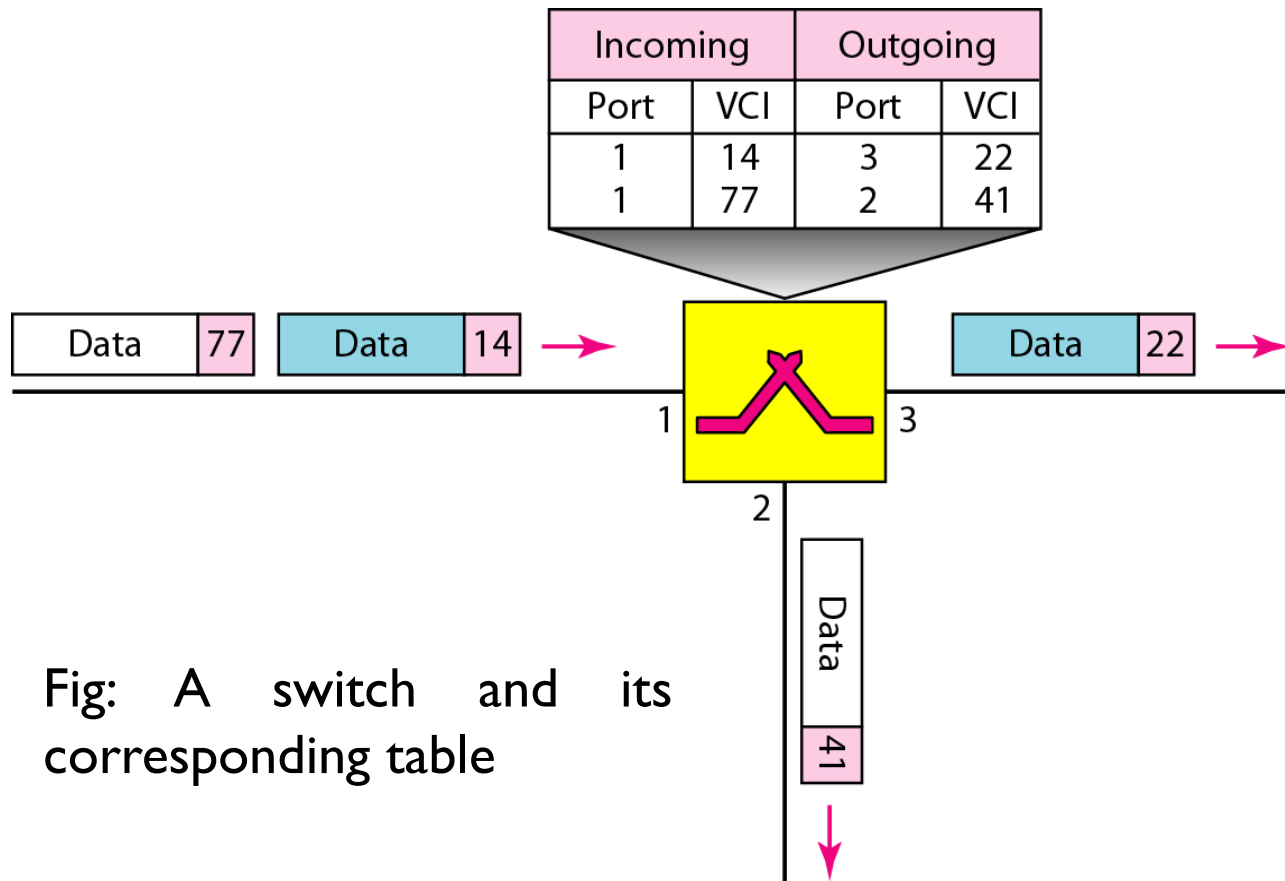 Incoming Outgoing
Port VCI Port VCI
1 14 3 22
1 77 2 41
Data 77 Data 14 Data 22
1 3
2
Data 41
Fig: A switch and its
corresponding table